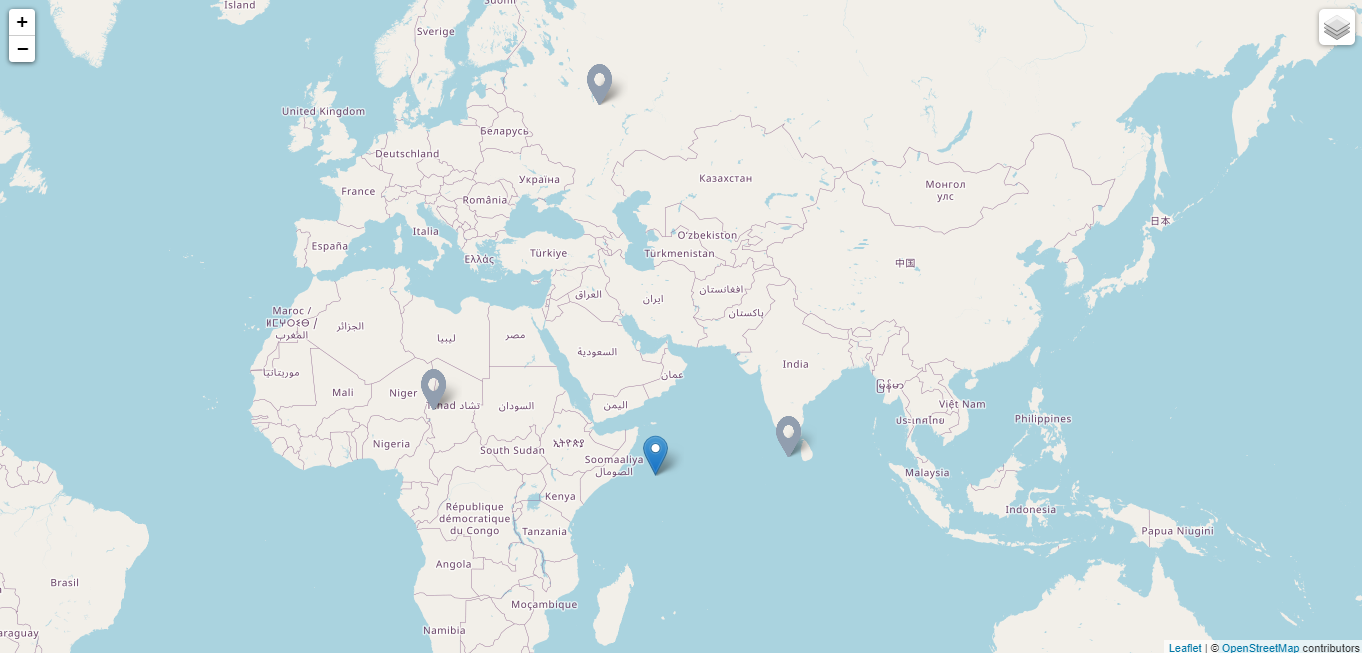 +
−
Island
Suomi
Sverige
United Kingdom
Беларусь
Deutschland
Україна
France
România
Italia
España
Ελλάς
Türkiye
Казахстан
Монгол
улс
O‘zbekiston
Türkmenistan
中国
日本
Maroc /
ⵍⵎⵖⵔⵉⴱ /
المغرب
الجزائر
ليبيا
مصر
العراق
ایران
افغانستان
پاکستان
السعودية
عمان
اليمن
India
မြန်မာ
Việt Nam
ประเทศไทย
Philippines
موريتانيا
Mali
Niger
Tchad تشاد
السودان
Nigeria
South Sudan
ኢትዮጵያ
Soomaaliya
الصومال
Kenya
Malaysia
Indonesia
Papua Niugini
République
démocratique
du Congo
Tanzania
Angola
Moçambique
Namibia
Brasil
araguay
Leaflet | © OpenStreetMap contributors